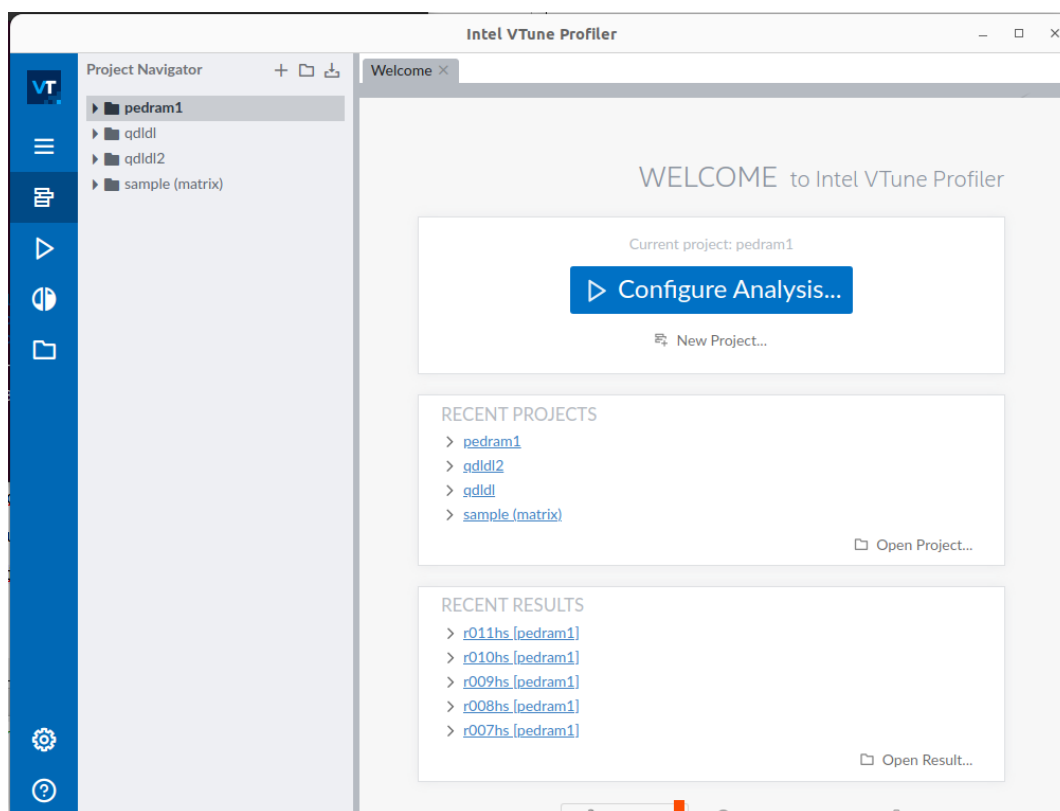 Intel VTune Profiler
VT
Project Navigator
Welcome
pedram1
qdldl
qdldl2
sample (matrix)
WELCOME to Intel VTune Profiler
Current project: pedram1
Configure Analysis...
New Project...
RECENT PROJECTS
pedram1
qdldl2
qdldl
sample (matrix)
Open Project...
RECENT RESULTS
r011hs [pedram1]
r010hs [pedram1]
r009hs [pedram1]
r008hs [pedram1]
r007hs [pedram1]
Open Result...